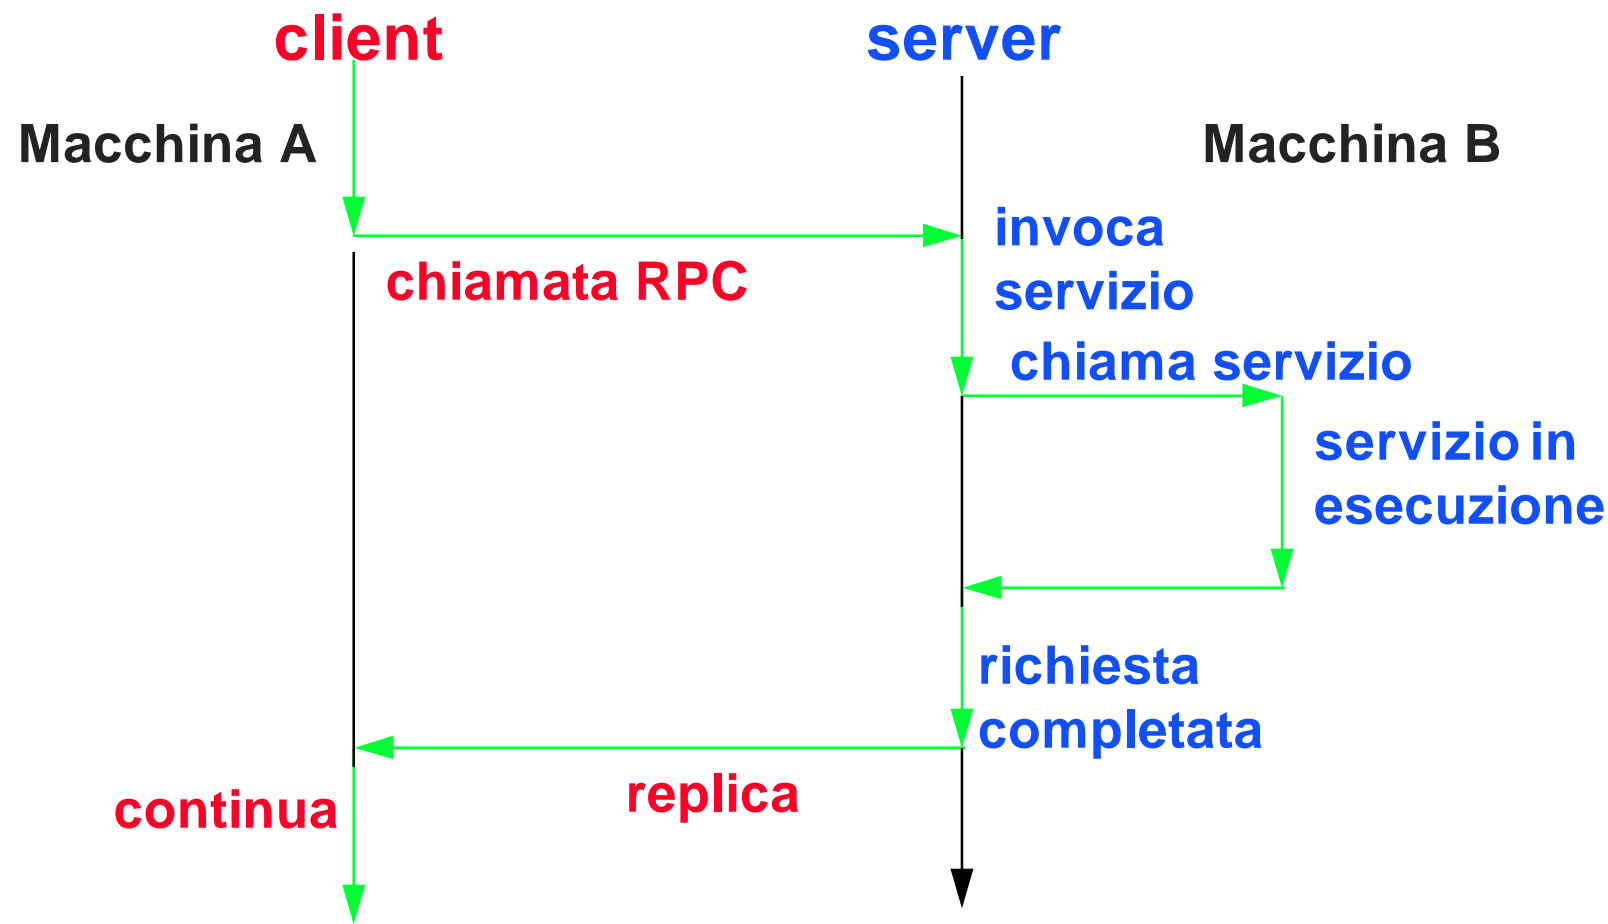 client
server
Macchina A
Macchina B
invoca
servizio
chiamata RPC
chiama servizio
servizio in
esecuzione
richiesta
completata
replica
continua